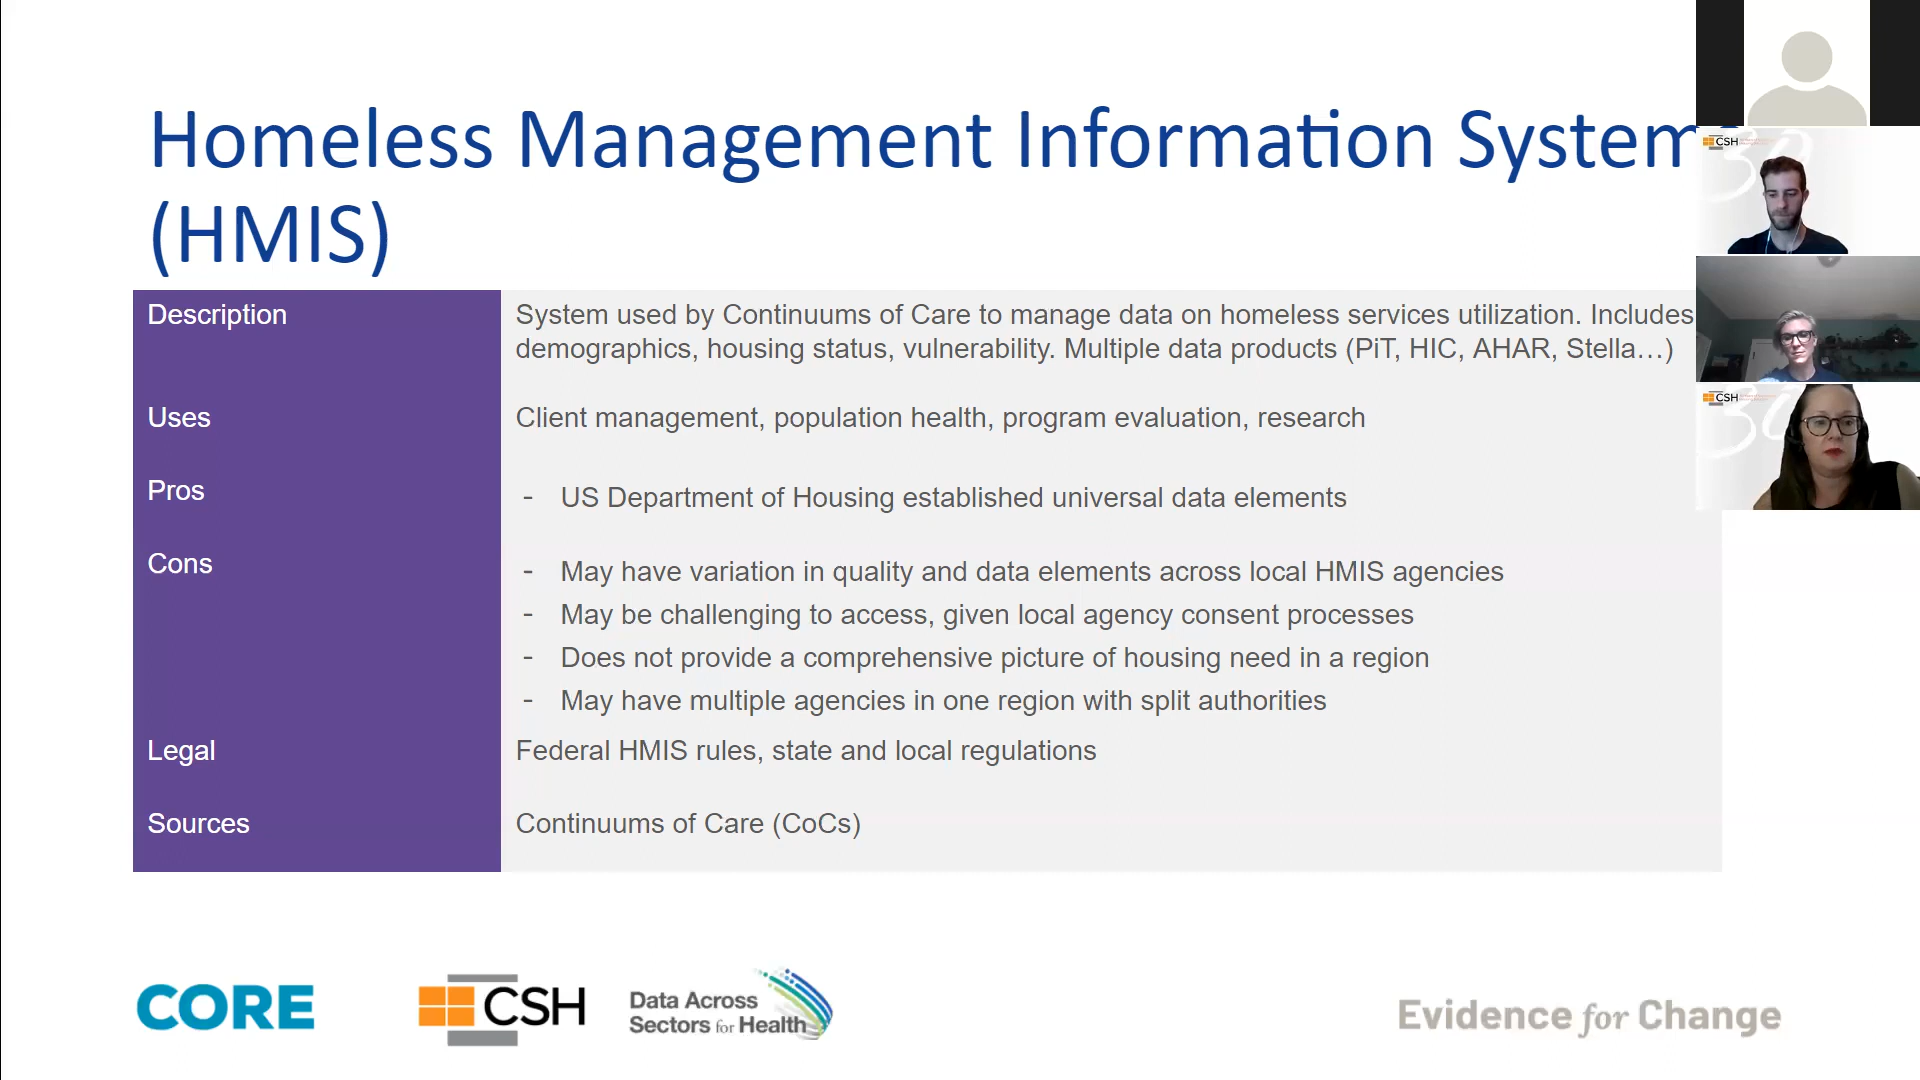 Homeless Management Information System
(HMIS)
Description
System used by Continuums of Care to manage data on homeless services utilization. Includes
demographics, housing status, vulnerability. Multiple data products (PiT, HIC, AHAR, Stella…)
Uses
Client management, population health, program evaluation, research
Pros
- US Department of Housing established universal data elements
Cons
- May have variation in quality and data elements across local HMIS agencies
- May be challenging to access, given local agency consent processes
- Does not provide a comprehensive picture of housing need in a region
- May have multiple agencies in one region with split authorities
Legal
Federal HMIS rules, state and local regulations
Sources
Continuums of Care (CoCs)
CORE
CSH
Data Across
Sectors for Health
Evidence for Change
CSH
30
CSH
30